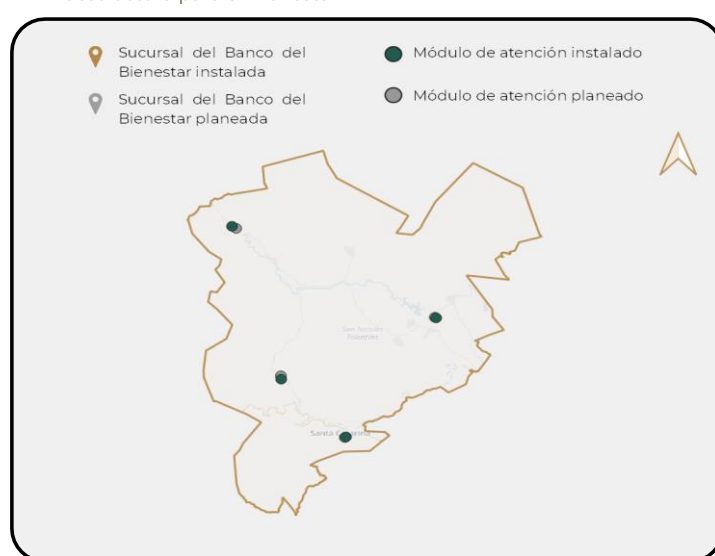 Sucursal del Banco del
Bienestar instalada
Sucursal del Banco del
Bienestar planeada
Módulo de atención instalado
Módulo de atención planeado
San Nicolás
Santa